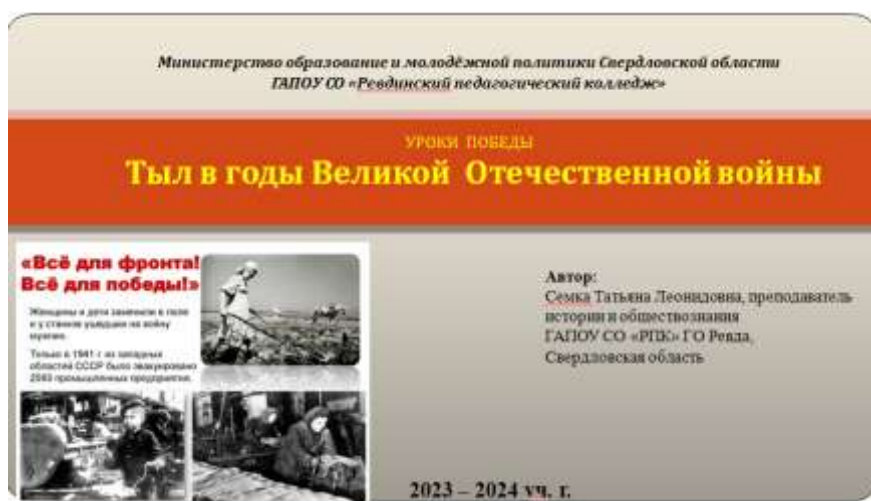 Министерство образование и молодёжной политики Свердловской области
ГАПОУ СО «Ревдинский педагогический колледж»
УРОКИ ПОБЕДЫ
Тыл в годы Великой Отечественной войны
«Всё для фронта!
Всё для победы!»
Женщины и дети заменили в поле
и у станков ушедших на войну
мужчин.
Только в 1941 г. из западных
областей СССР было эвакуировано
2593 промышленных предприятия.
Автор:
Семка Татьяна Леонидовна, преподаватель
истории и обществознания
ГАПОУ СО «РПК» ГО Ревда,
Свердловская область
2023 – 2024 уч. г.